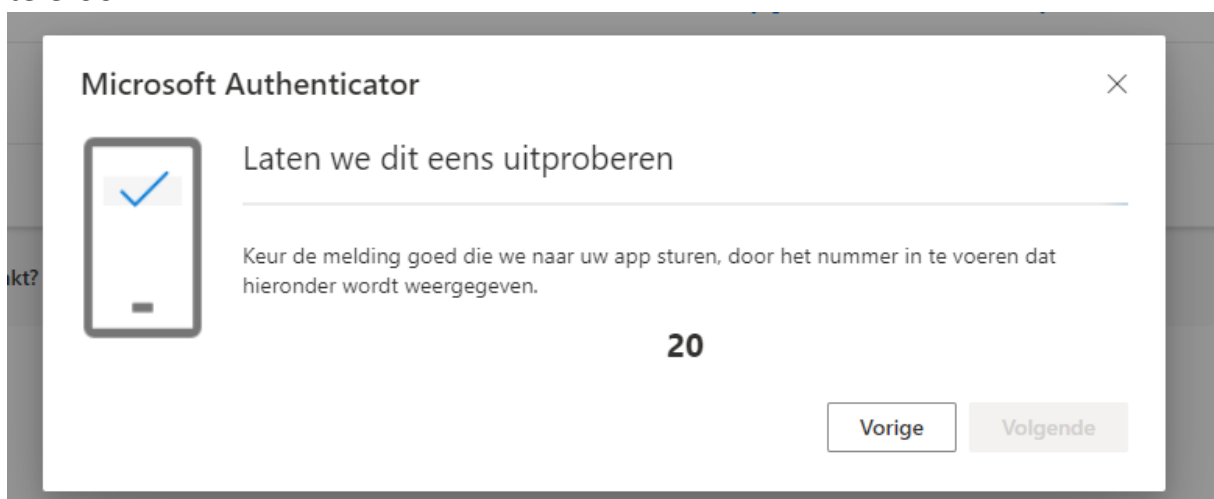 Microsoft Authenticator
Laten we dit eens uitproberen
Keur de melding goed die we naar uw app sturen, door het nummer in te voeren dat
hieronder wordt weergegeven.
akt?
20
Vorige
Volgende